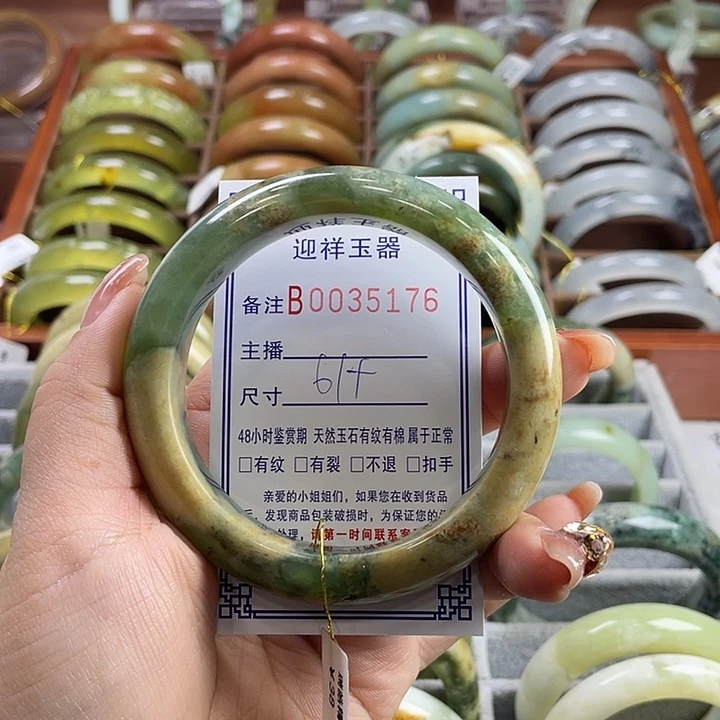 迎祥玉器
备注B0035176
主播
尺寸 61+
48小时鉴赏期 天然玉石有纹有棉 属于正常
□有纹 □有裂 □不退 □扣手
亲爱的小姐姐们，如果您在收到货品
，发现商品包装破损时，为保证您的
处理，请第一时间联系客